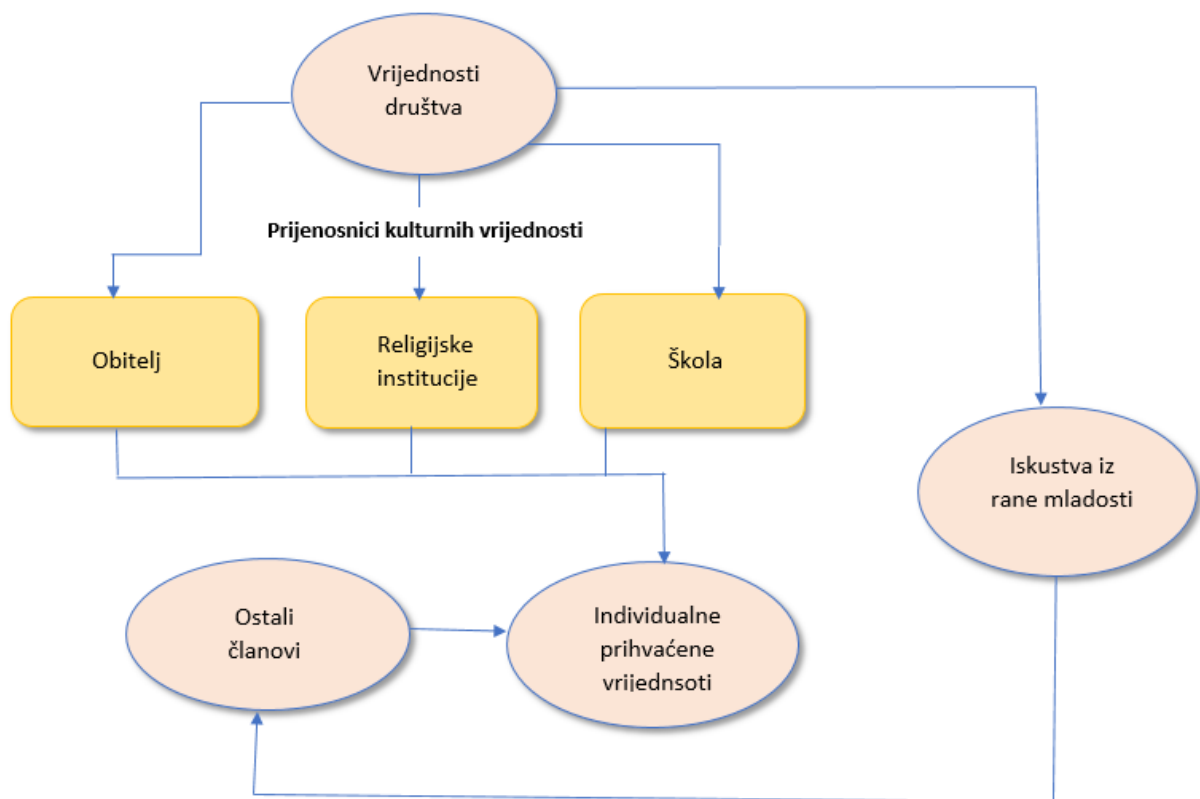 Vrijednosti
društva
Prijenosnici kulturnih vrijednosti
Obitelj
Religijske
institucije
Škola
Iskustva iz
rane mladosti
Ostali
članovi
Individualne
prihvaćene
vrijednsoti